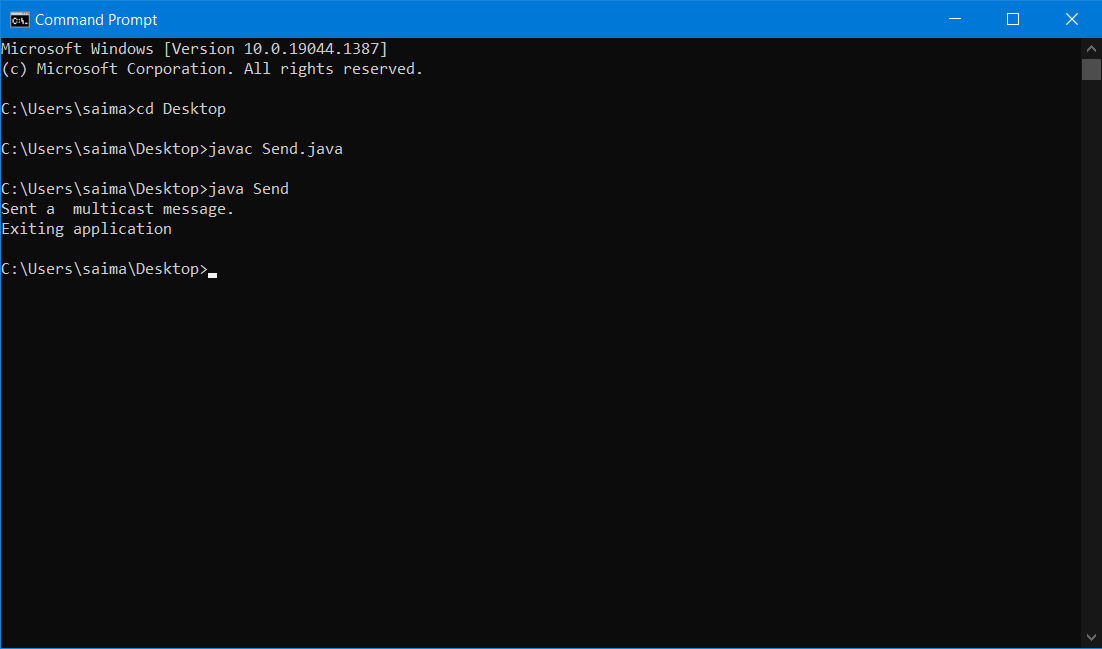 Command Prompt
Microsoft Windows [Version 10.0.19044.1387]
(c) Microsoft Corporation. All rights reserved.
C:\Users\saima>cd Desktop
C:\Users\saima\Desktop>javac Send.java
C:\Users\saima\Desktop>java Send
Sent a  multicast message.
Exiting application
C:\Users\saima\Desktop>